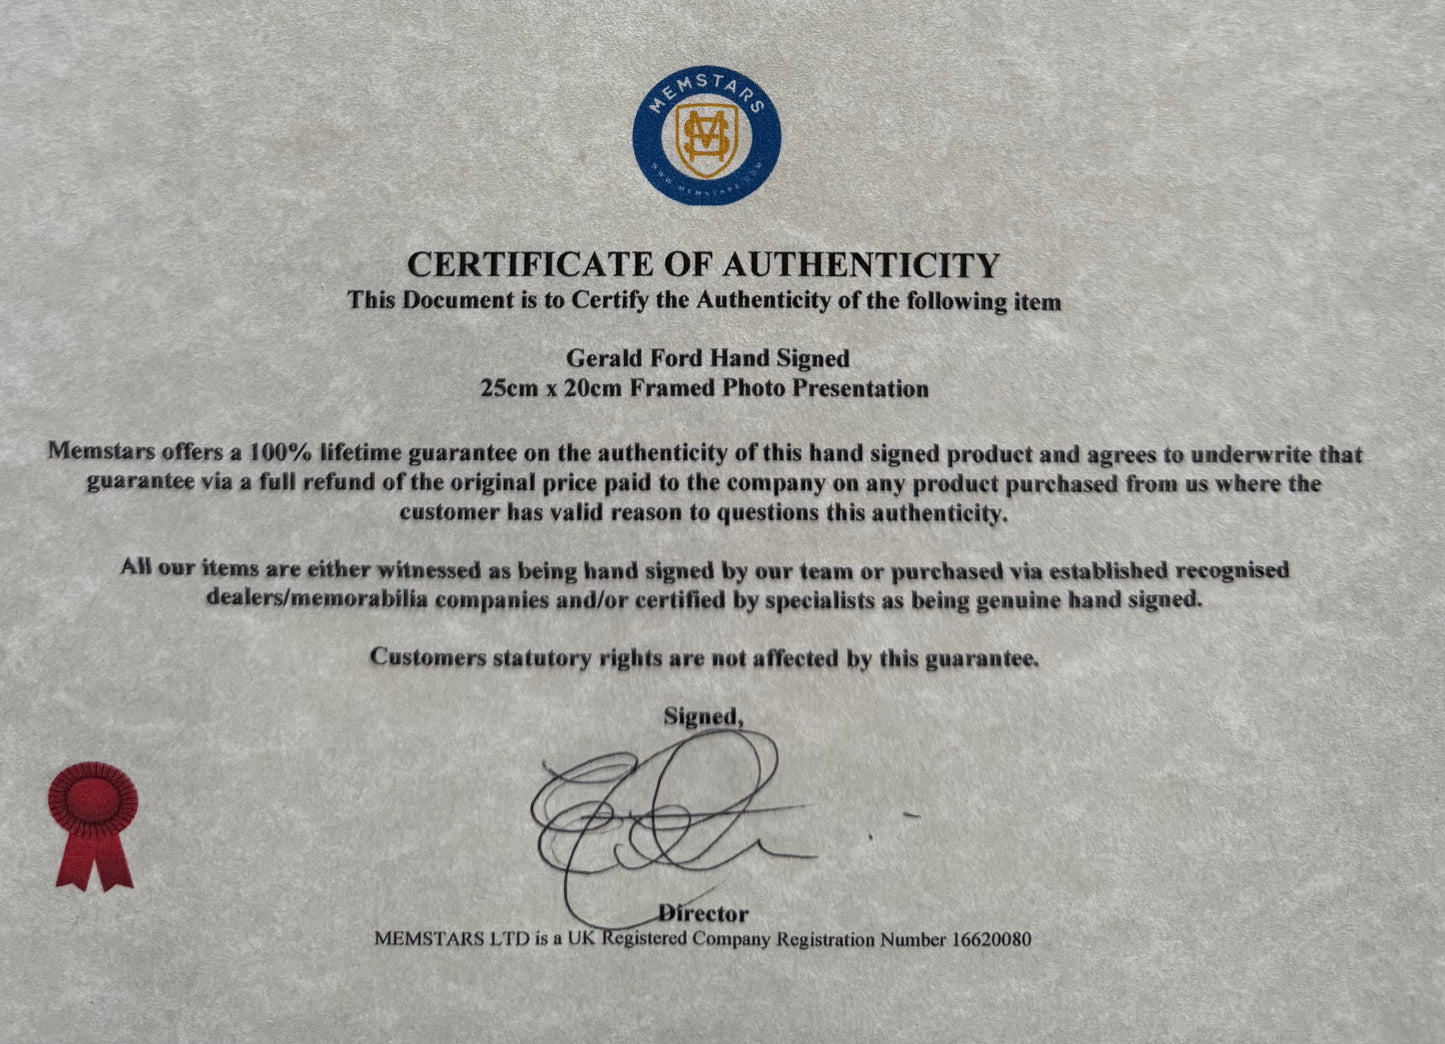 MEMSTARS
WWW.MEMSTARS.COM
CERTIFICATE OF AUTHENTICITY
This Document is to Certify the Authenticity of the following item
Gerald Ford Hand Signed
25cm x 20cm Framed Photo Presentation
Memstars offers a 100% lifetime guarantee on the authenticity of this hand signed product and agrees to underwrite that
guarantee via a full refund of the original price paid to the company on any product purchased from us where the
customer has valid reason to questions this authenticity.
All our items are either witnessed as being hand signed by our team or purchased via established recognised
dealers/memorabilia companies and/or certified by specialists as being genuine hand signed.
Customers statutory rights are not affected by this guarantee.
Signed,
Director
MEMSTARS LTD is a UK Registered Company Registration Number 16620080